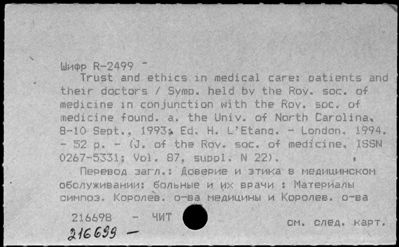 Шифр R-2499
Trust and ethics in medical care: patients and
their doctors / Symp. held by the Roy. soc. of
medicine in conjunction with the Roy. soc. of
medicine found. a. the Univ. of North Carolina,
8-10 Sept., 1993; Ed. H. L'Etang. - London. 1994.
- 52 p. - (J. of the Roy. soc. of medicine, ISSN
0267-5331; Vol. 87, suppl. N 22).
Перевод загл.: Доверие и этика в медицинском
обслуживании: больные и их врачи : Материалы
симпоз. Королев. о-ва медицины и Королев. о-ва
216698 - ЧИТ
см. след. карт.
216699 -